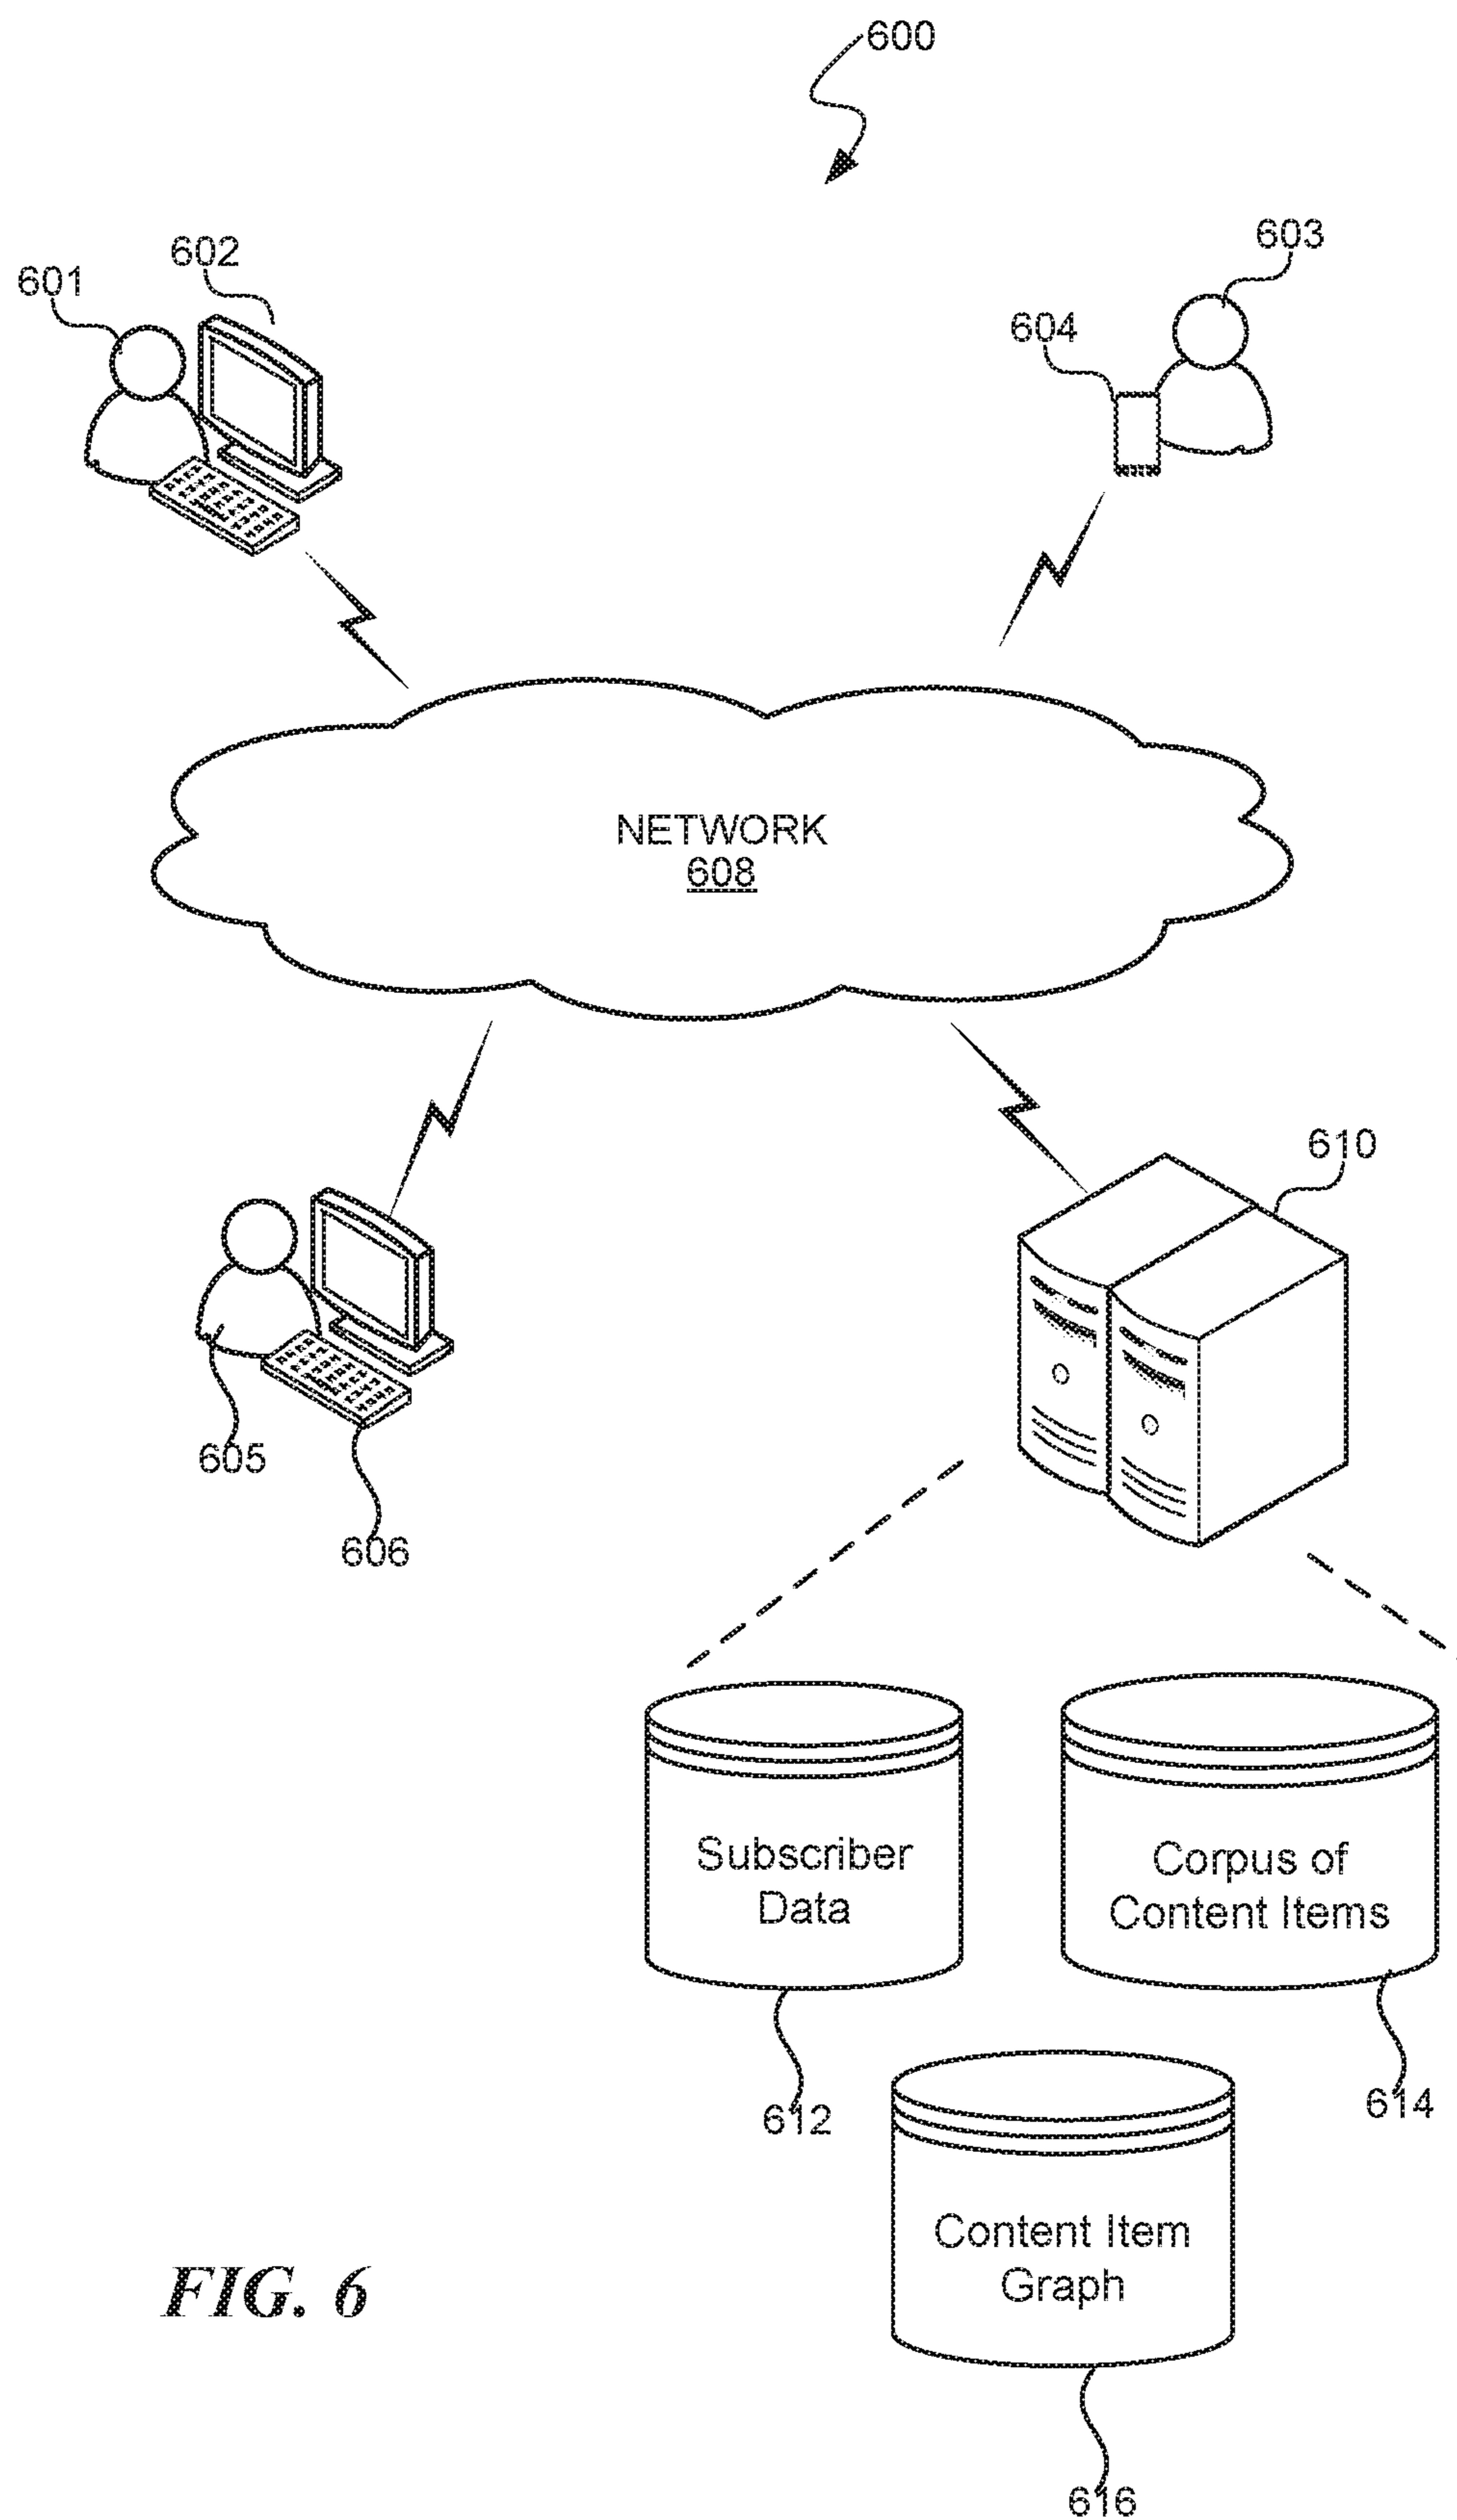 600
602
603
601
604
NETWORK
608
610
605
606
Subscriber
Data
Corpus of
Content Items
612
614
Content Item
Graph
FIG. 6
616